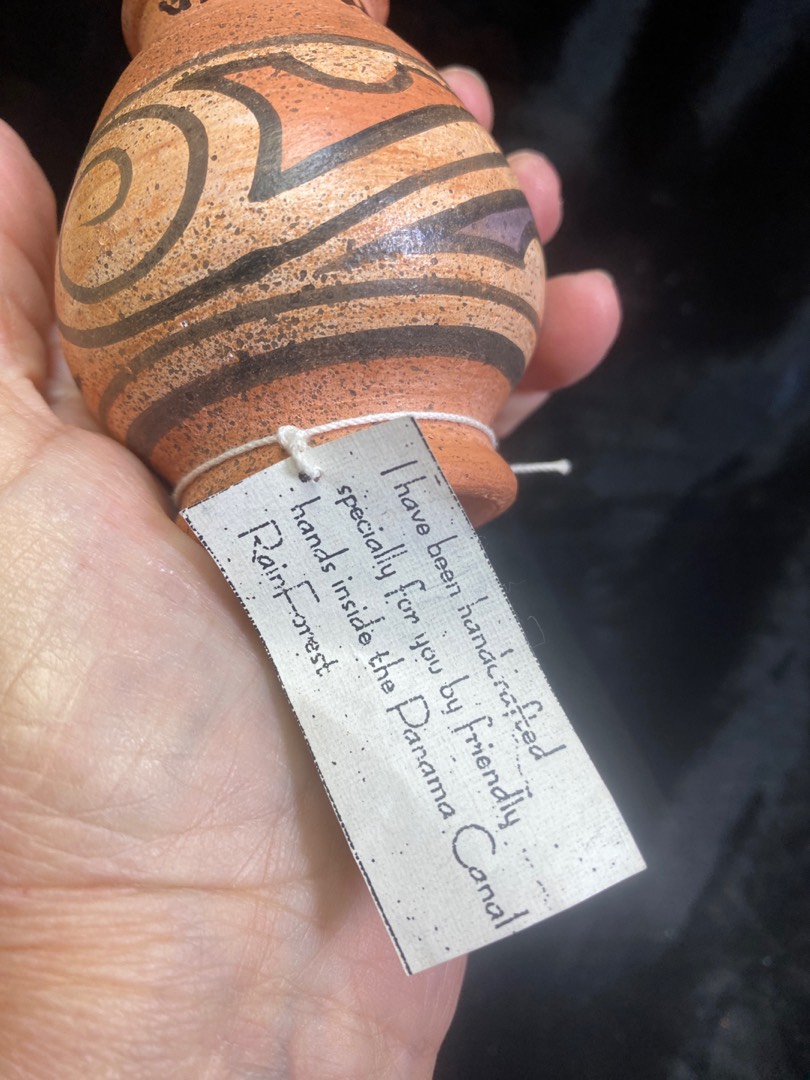 I have been handcrafted
specially for you by friendly
hands inside the Panama Canal
RainForest